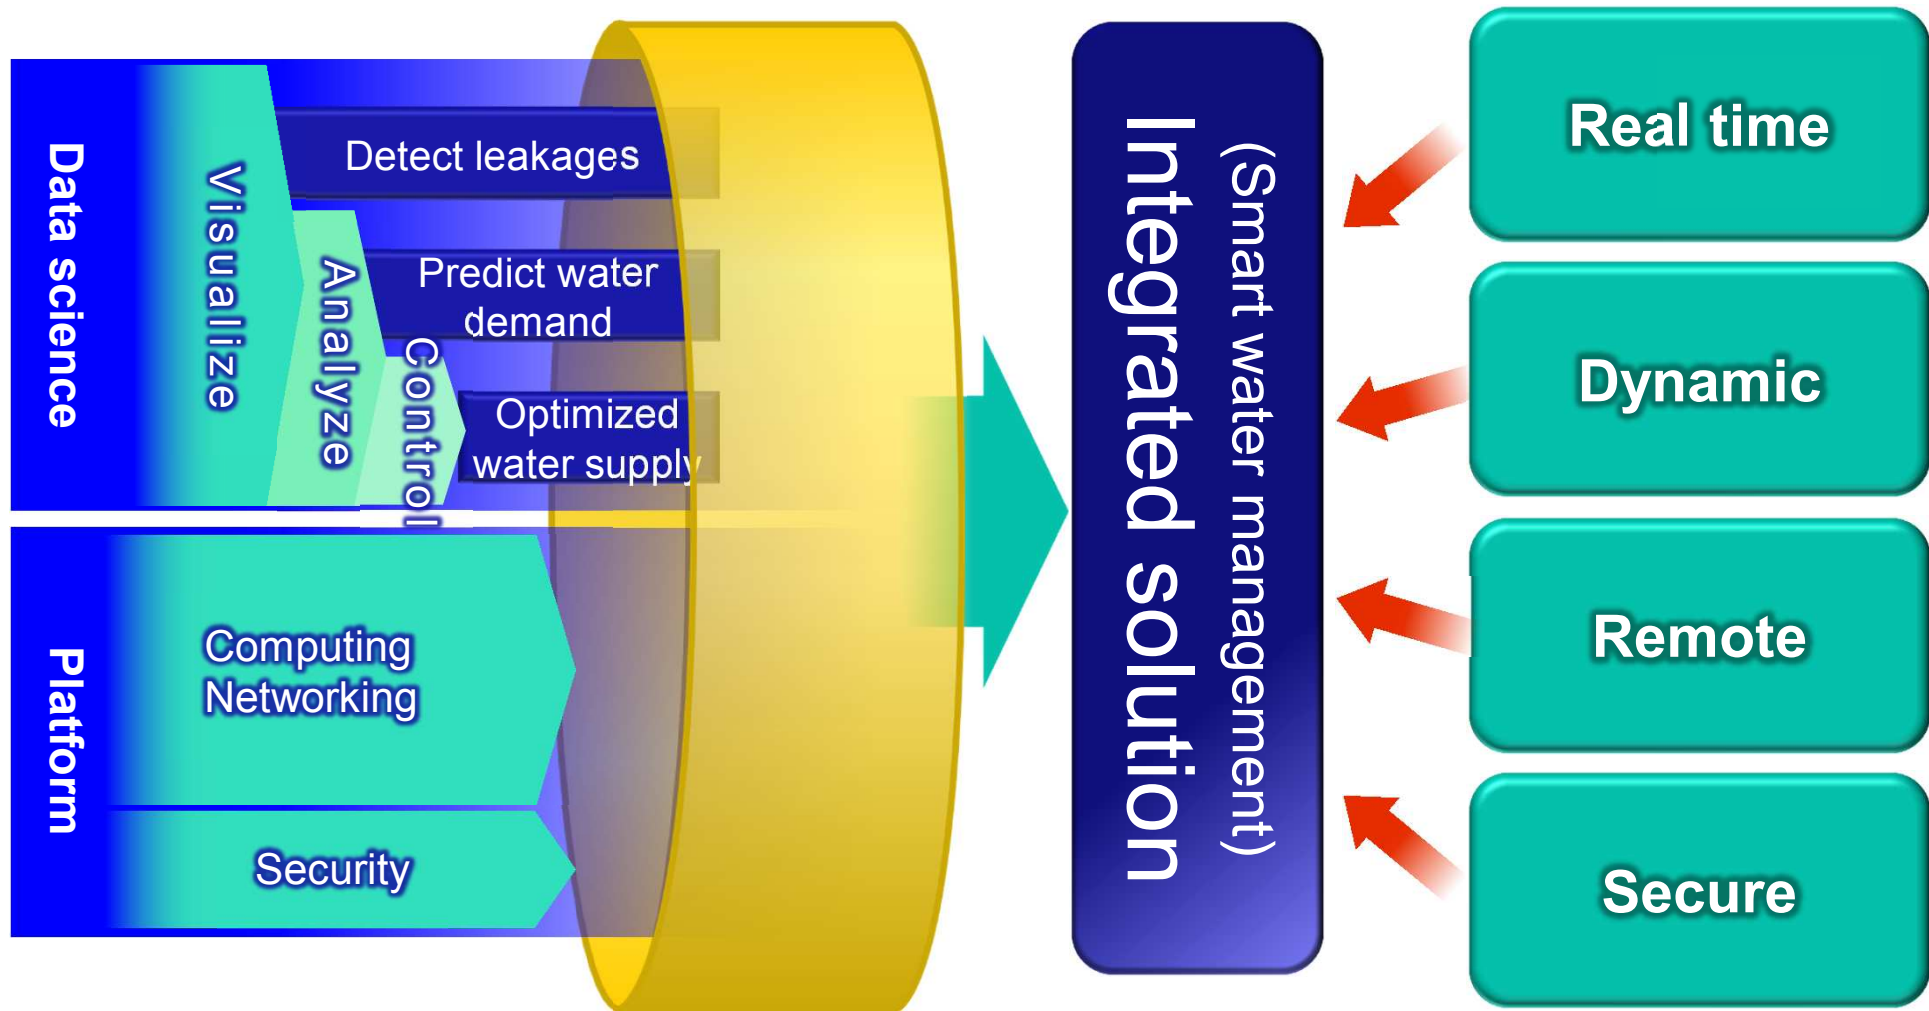 Data science
Visualize
Analyze
Control
Detect leakages
Predict water
demand
Optimized
water supply
Platform
Computing
Networking
Security
Integrated solution
(Smart water management)
Real time
Dynamic
Remote
Secure